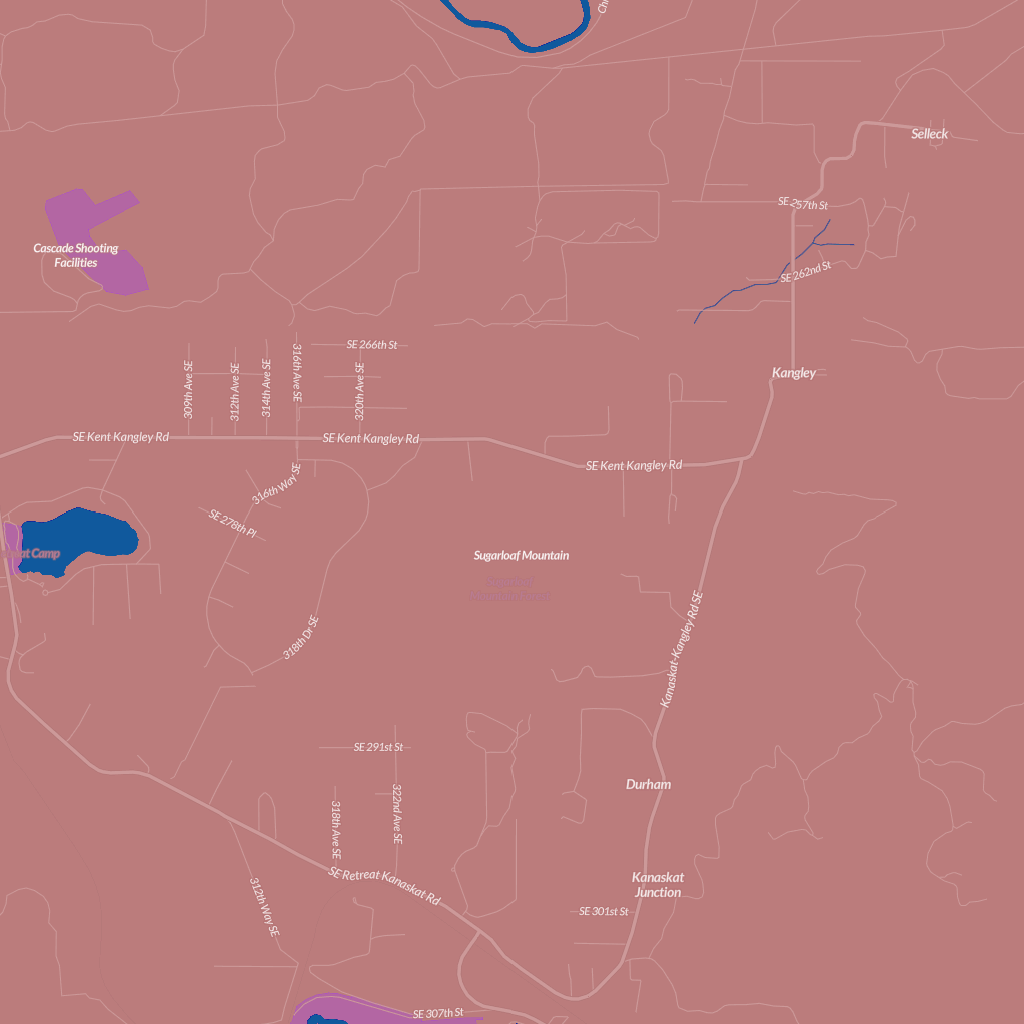 Selleck
SE 257th St
Cascade Shooting
Facilities
SE 262nd St
SE 266th St
316th Ave SE
309th Ave SE
312th Ave SE
314th Ave SE
320th Ave SE
Kangley
SE Kent Kangley Rd
SE Kent Kangley Rd
SE Kent Kangley Rd
316th Way SE
SE 278th Pl
Camp
Sugarloaf Mountain
318th Dr SE
Kanaskat-Kangley Rd SE
SE 291st St
Durham
318th Ave SE
322nd Ave SE
SE Retreat Kanaskat Rd
Kanaskat
Junction
312th Way SE
SE 301st St
SE 307th St